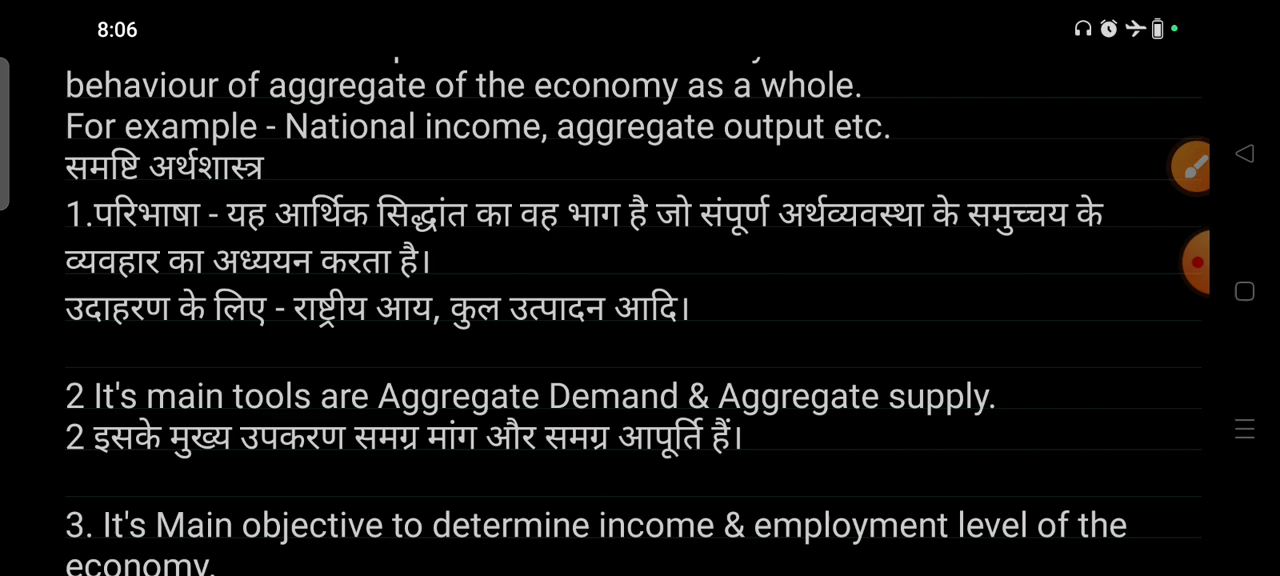 8:06
behaviour of aggregate of the economy as a whole.
For example - National income, aggregate output etc.
समष्टि अर्थशास्त्र
1.परिभाषा - यह आर्थिक सिद्धांत का वह भाग है जो संपूर्ण अर्थव्यवस्था के समुच्चय के
व्यवहार का अध्ययन करता है।
उदाहरण के लिए - राष्ट्रीय आय, कुल उत्पादन आदि।
2 It's main tools are Aggregate Demand & Aggregate supply.
2 इसके मुख्य उपकरण समग्र मांग और समग्र आपूर्ति हैं।
3. It's Main objective to determine income & employment level of the
economy.